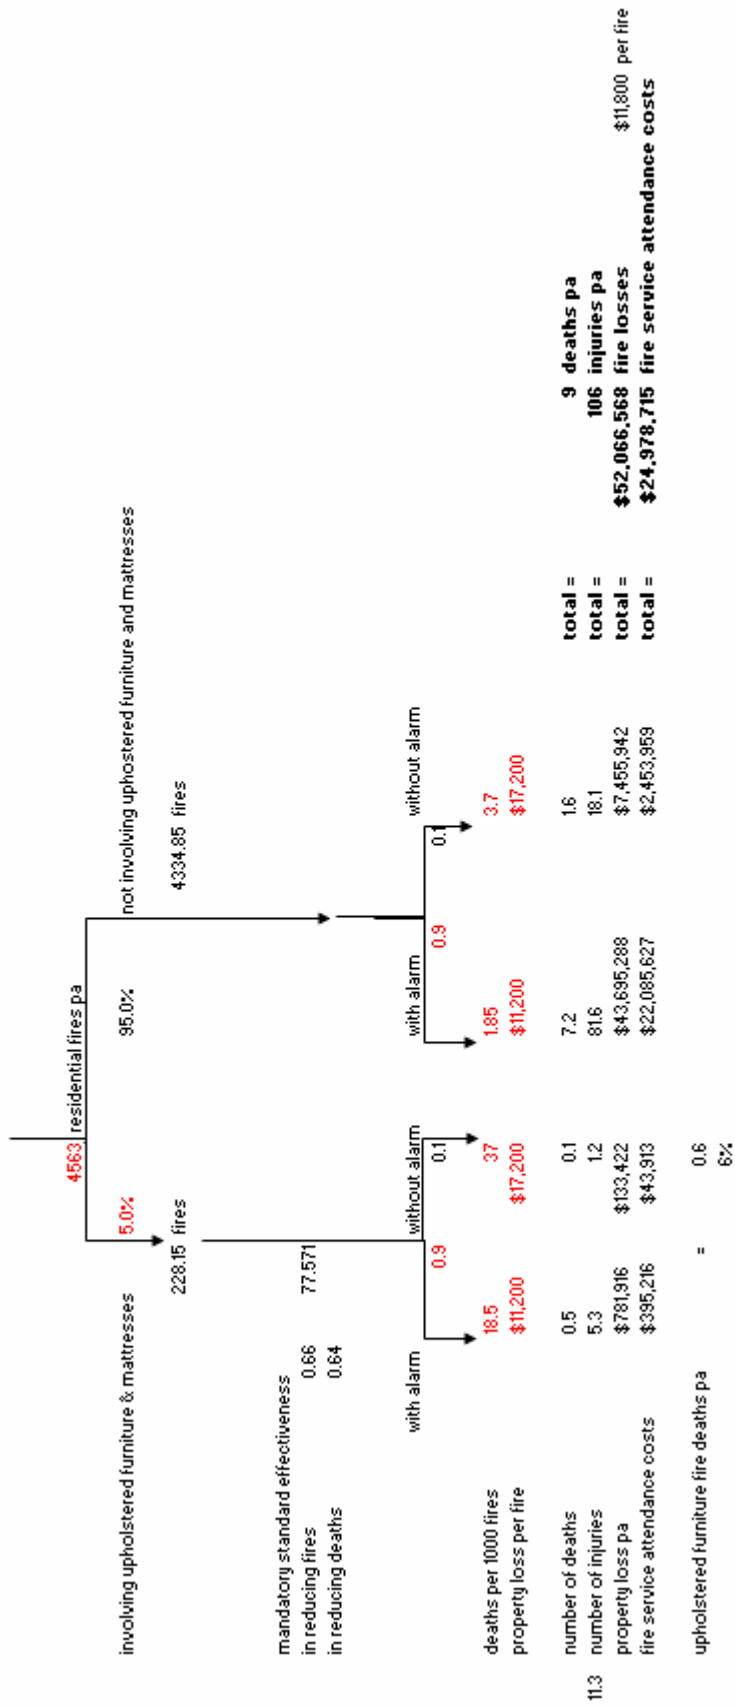 4563 residential fires pa
involving upholstered furniture & mattresses 5.0% 95.0% not involving uphostered furniture and mattresses
228.15 fires 4334.85 fires
mandatory standard effectiveness
in reducing fires 0.66 77.571
in reducing deaths 0.64
with alarm without alarm with alarm without alarm
0.9 0.1 0.9 0.1
deaths per 1000 fires 18.5 37 1.85 3.7
property loss per fire $11,200 $17,200 $11,200 $17,200
number of deaths 0.5 0.1 7.2 1.6 total = 9 deaths pa
11.3 number of injuries 5.3 1.2 81.6 18.1 total = 106 injuries pa
property loss pa $781,916 $133,422 $43,695,288 $7,455,942 total = $52,066,568 fire losses $11,800 per fire
fire service attendance costs $395,216 $43,913 $22,085,627 $2,453,959 total = $24,978,715 fire service attendance costs
upholstered furniture fire deaths pa = 0.6
6%